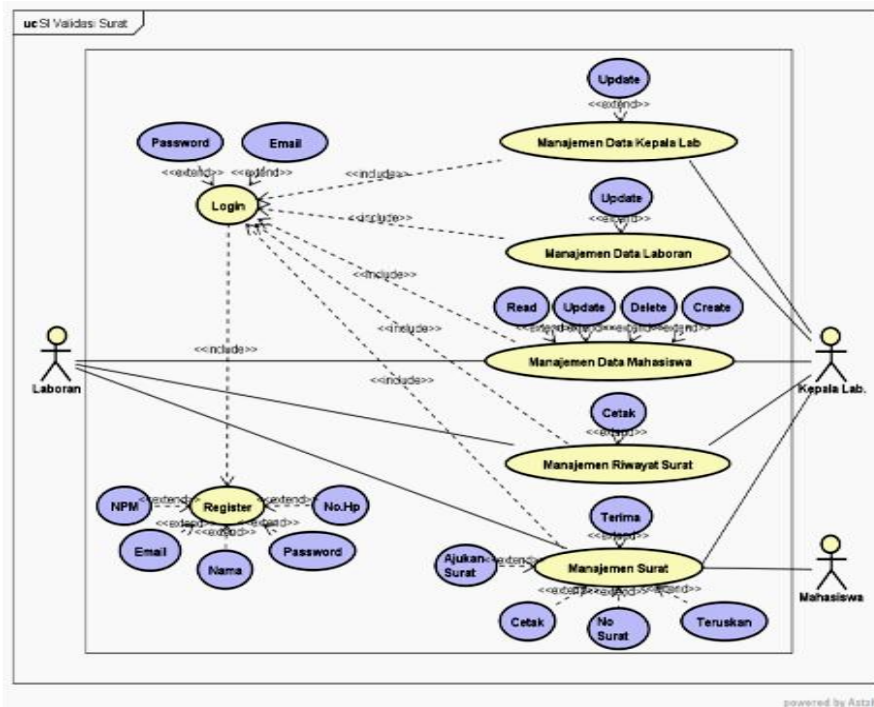 uc SI Validasi Surat
Update
<<extend>>
Manajemen Data Kepala Lab
Password
Email
<<extend>>
<<extend>>
<<include>>
Login
Update
<<extend>>
<<include>>
Manajemen Data Laboran
<<include>>
Read
Update
Delete
Create
<<extend>>
<<extend>>
<<extend>>
<<extend>>
<<include>>
<<include>>
Manajemen Data Mahasiswa
Laboran
Kepala Lab.
<<include>>
Cetak
<<extend>>
Manajemen Riwayat Surat
NPM
<<extend>>
Register
<<extend>>
No.Hp
<<extend>>
<<extend>>
<<extend>>
Email
Nama
Password
Terima
<<extend>>
Ajukan
Surat
<<extend>>
Manajemen Surat
Mahasiswa
<<extend>>
<<extend>>
<<extend>>
Cetak
No
Surat
Teruskan
powered by Astah